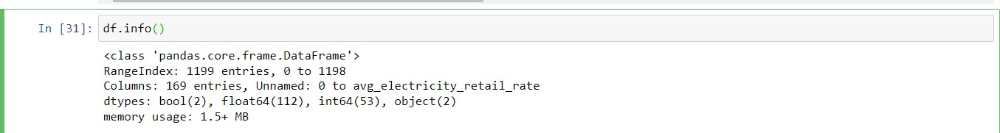 In [31]: df.info()
<class 'pandas.core.frame.DataFrame'>
RangeIndex: 1199 entries, 0 to 1198
Columns: 169 entries, Unnamed: 0 to avg_electricity_retail_rate
dtypes: bool(2), float64(112), int64(53), object(2)
memory usage: 1.5+ MB